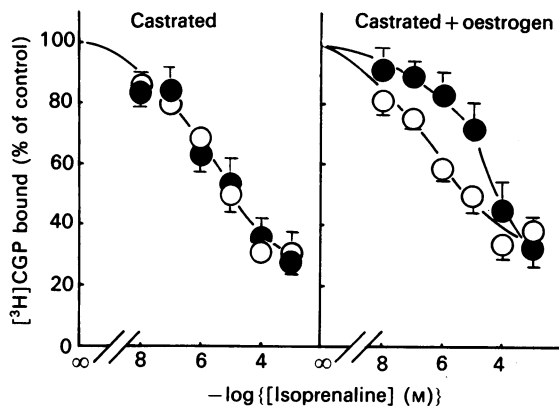 Castrated
Castrated + oestrogen
[³H]CGP bound (% of control)
100
80
60
40
20
0
∞ 8 6 4
∞ 8 6 4
−log{[Isoprenaline] (M)}